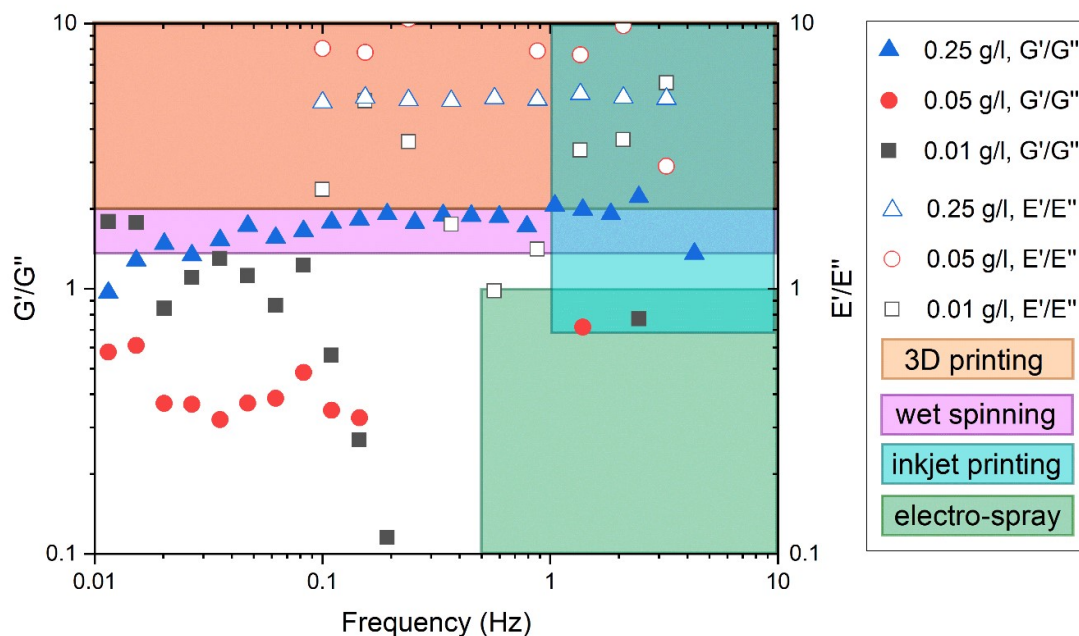 10
1
0.1
G'/G"
0.01
0.1
1
10
Frequency (Hz)
10
1
0.1
E'/E"
0.25 g/l, G'/G"
0.05 g/l, G'/G"
0.01 g/l, G'/G"
0.25 g/l, E'/E"
0.05 g/l, E'/E"
0.01 g/l, E'/E"
3D printing
wet spinning
inkjet printing
electro-spray